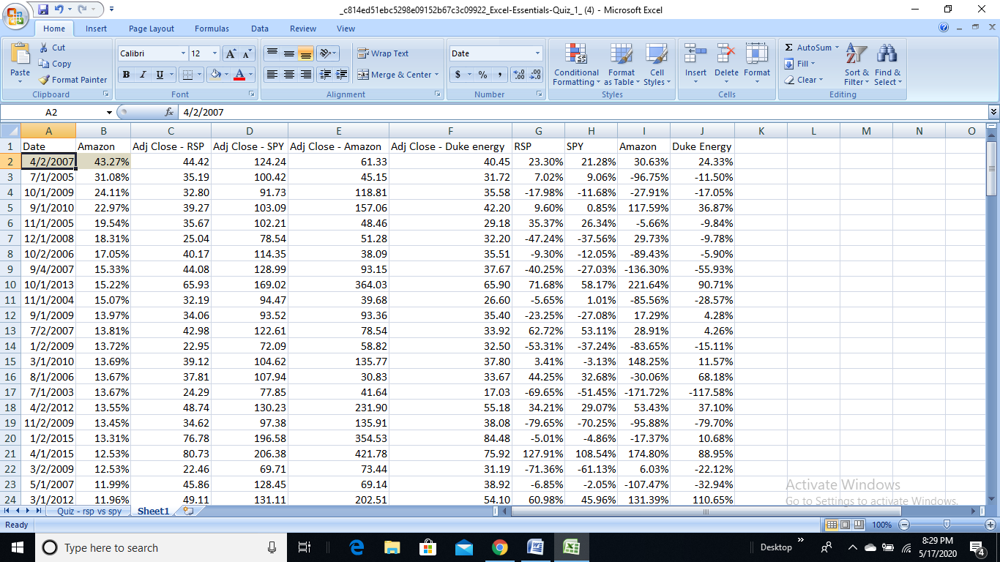 _c814ed51ebc5298e09152b67c3c09922_Excel-Essentials-Quiz_1_ (4) - Microsoft Excel
Home Insert Page Layout Formulas Data Review View
Paste Cut Copy Format Painter
Calibri 12
B I U
Wrap Text
Merge & Center
Date
$ % ,
Conditional Formatting Format as Table Cell Styles
Insert Delete Format
Σ AutoSum Fill Clear
Sort & Filter Find & Select
Clipboard Font Alignment Number Styles Cells Editing
A2 fx 4/2/2007
A B C D E F G H I J K L M N O
1 Date Amazon Adj Close - RSP Adj Close - SPY Adj Close - Amazon Adj Close - Duke energy RSP SPY Amazon Duke Energy
2 4/2/2007 43.27% 44.42 124.24 61.33 40.45 23.30% 21.28% 30.63% 24.33%
3 7/1/2005 31.08% 35.19 100.42 45.15 31.72 7.02% 9.06% -96.75% -11.50%
4 10/1/2009 24.11% 32.80 91.73 118.81 35.58 -17.98% -11.68% -27.91% -17.05%
5 9/1/2010 22.97% 39.27 103.09 157.06 42.20 9.60% 0.85% 117.59% 36.87%
6 11/1/2005 19.54% 35.67 102.21 48.46 29.18 35.37% 26.34% -5.66% -9.84%
7 12/1/2008 18.31% 25.04 78.54 51.28 32.20 -47.24% -37.56% 29.73% -9.78%
8 10/2/2006 17.05% 40.17 114.35 38.09 35.51 -9.30% -12.05% -89.43% -5.90%
9 9/4/2007 15.33% 44.08 128.99 93.15 37.67 -40.25% -27.03% -136.30% -55.93%
10 10/1/2013 15.22% 65.93 169.02 364.03 65.90 71.68% 58.17% 221.64% 90.71%
11 11/1/2004 15.07% 32.19 94.47 39.68 26.60 -5.65% 1.01% -85.56% -28.57%
12 9/1/2009 13.97% 34.06 93.52 93.36 35.40 -23.25% -27.08% 17.29% 4.28%
13 7/2/2007 13.81% 42.98 122.61 78.54 33.92 62.72% 53.11% 28.91% 4.26%
14 1/2/2009 13.72% 22.95 72.09 58.82 32.50 -53.31% -37.24% -83.65% -15.11%
15 3/1/2010 13.69% 39.12 104.62 135.77 37.80 3.41% -3.13% 148.25% 11.57%
16 8/1/2006 13.67% 37.81 107.94 30.83 33.67 44.25% 32.68% -30.06% 68.18%
17 7/1/2003 13.67% 24.29 77.85 41.64 17.03 -69.65% -51.45% -171.72% -117.58%
18 4/2/2012 13.55% 48.74 130.23 231.90 55.18 34.21% 29.07% 53.43% 37.10%
19 11/2/2009 13.45% 34.62 97.38 135.91 38.08 -79.65% -70.25% -95.88% -79.70%
20 1/2/2015 13.31% 76.78 196.58 354.53 84.48 -5.01% -4.86% -17.37% 10.68%
21 4/1/2015 12.53% 80.73 206.38 421.78 75.92 127.91% 108.54% 174.80% 88.95%
22 3/2/2009 12.53% 22.46 69.71 73.44 31.19 -71.36% -61.13% 6.03% -22.12%
23 5/1/2007 11.99% 45.86 128.45 69.14 38.92 -6.85% -2.05% -107.47% -32.94%
24 3/1/2012 11.96% 49.11 131.11 202.51 54.10 60.98% 45.96% 131.39% 110.65%
Activate Windows
Go to Settings to activate Windows.
Quiz - rsp vs spy Sheet1
Ready 100%
Type here to search Desktop 8:29 PM
5/17/2020 4